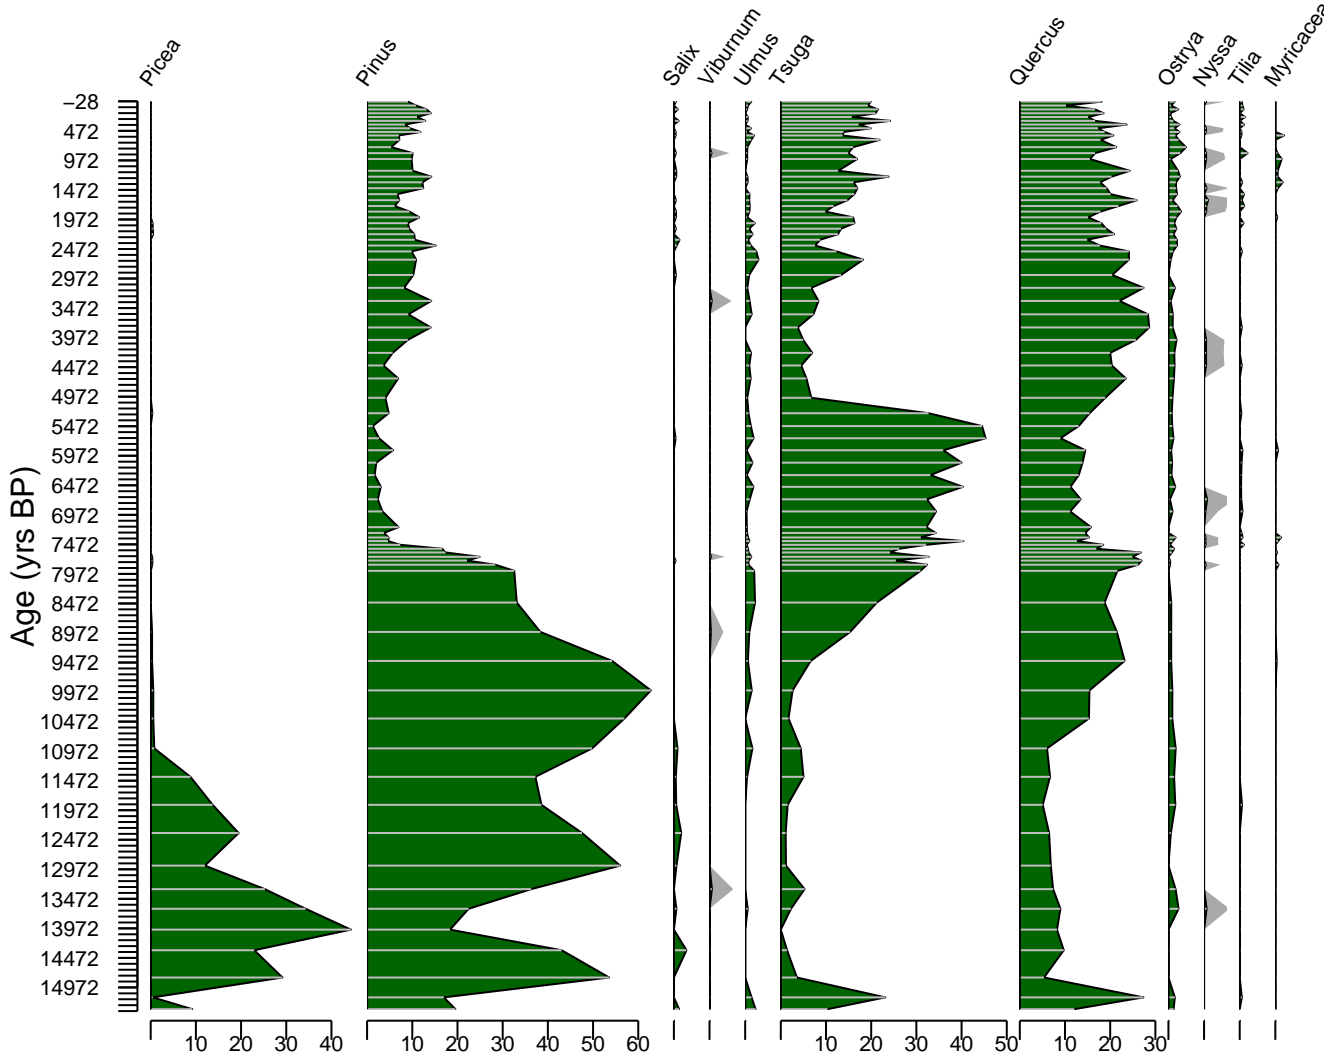 Picea
Pinus
Salix
Viburnum
Ulmus
Tsuga
Quercus
Ostrya
Nyssa
Tilia
Myricacea
Age (yrs BP)
−28
472
972
1472
1972
2472
2972
3472
3972
4472
4972
5472
5972
6472
6972
7472
7972
8472
8972
9472
9972
10472
10972
11472
11972
12472
12972
13472
13972
14472
14972
10 20 30 40 10 20 30 40 50 60 10 20 30 40 50 10 20 30